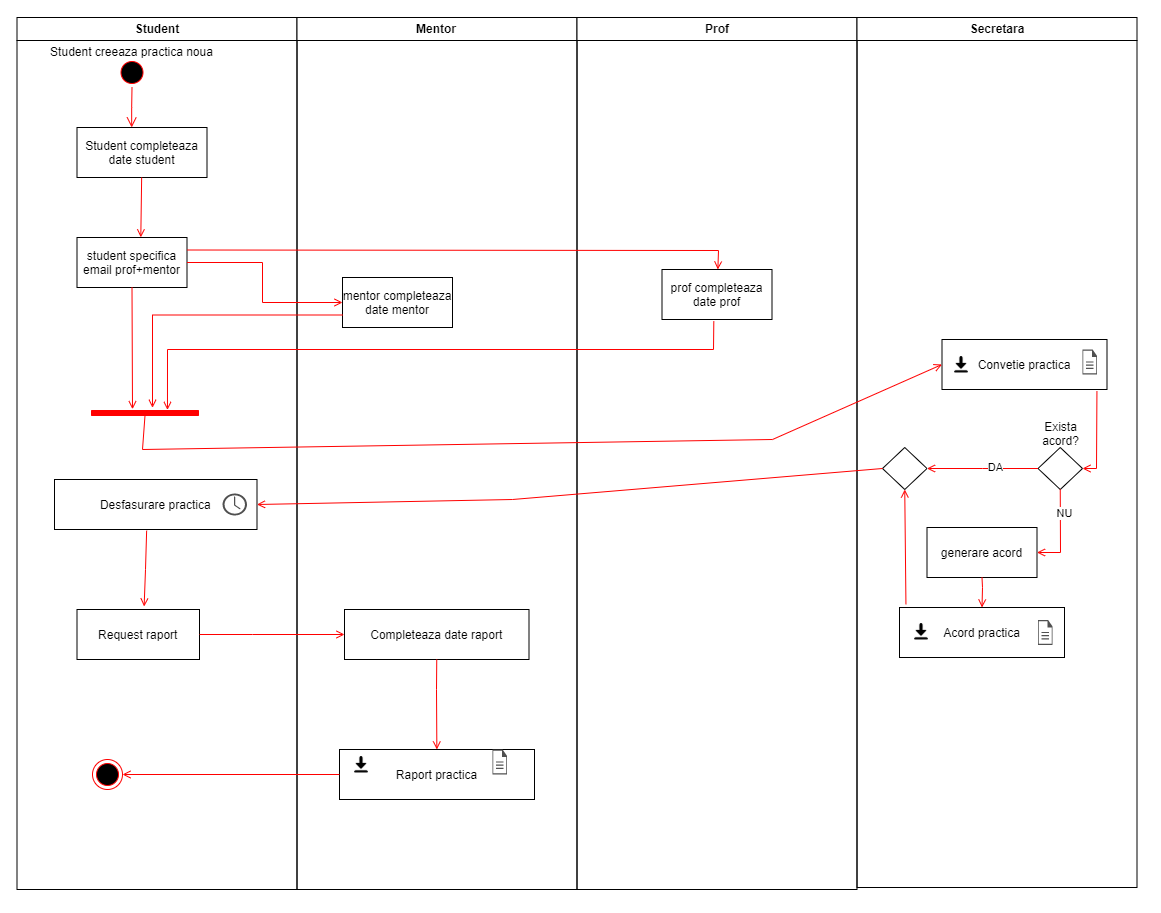 Student
Mentor
Prof
Secretara
Student creeaza practica noua
Student completeaza
date student
student specifica
email prof+mentor
mentor completeaza
date mentor
prof completeaza
date prof
Convetie practica
Exista
acord?
DA
NU
Desfasurare practica
generare acord
Request raport
Completeaza date raport
Acord practica
Raport practica